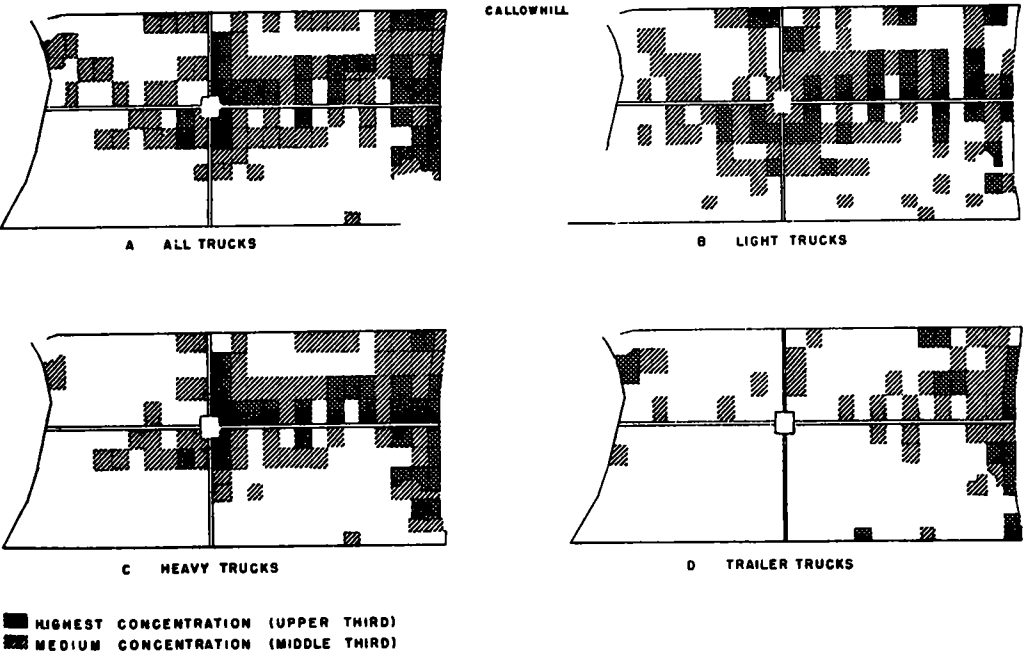 CALLOWHILL
A ALL TRUCKS
B LIGHT TRUCKS
C HEAVY TRUCKS
D TRAILER TRUCKS
HIGHEST CONCENTRATION (UPPER THIRD)
MEDIUM CONCENTRATION (MIDDLE THIRD)